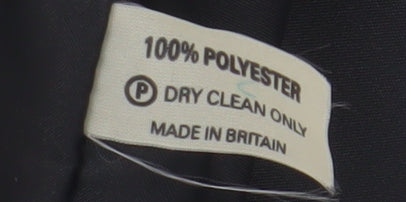 100% POLYESTER
Ⓟ DRY CLEAN ONLY
MADE IN BRITAIN